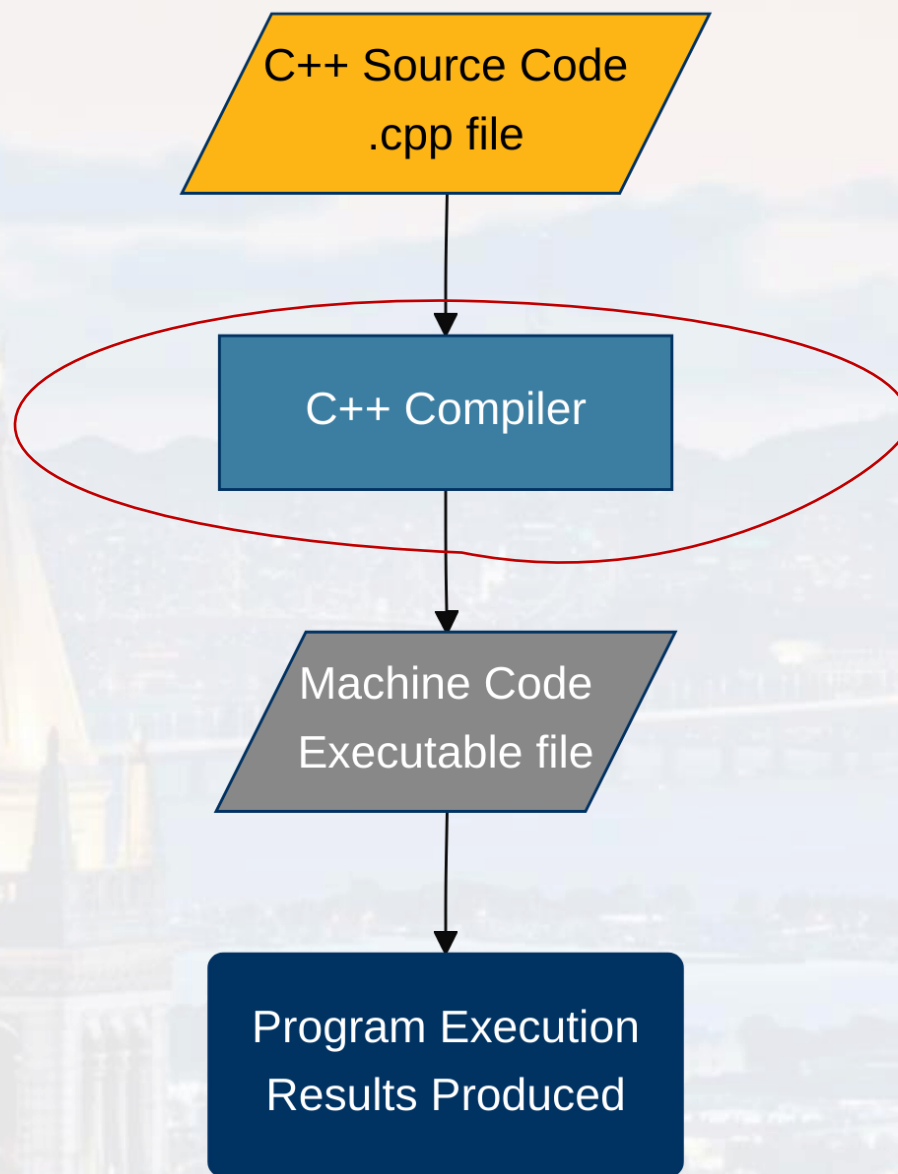 C++ Source Code
.cpp file
C++ Compiler
Machine Code
Executable file
Program Execution
Results Produced